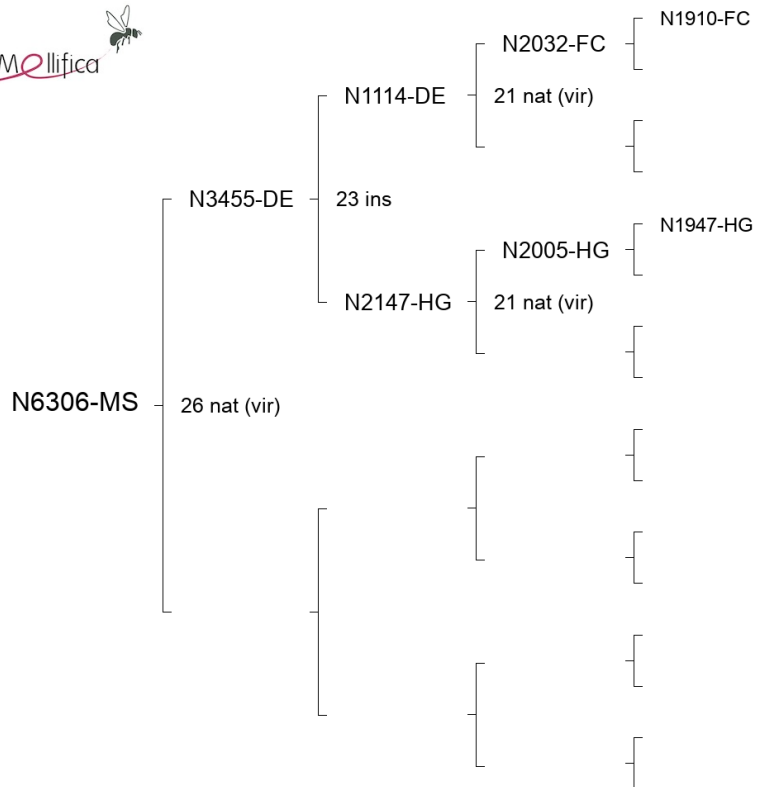 Mellifica
N1910-FC
N2032-FC
N1114-DE
21 nat (vir)
N3455-DE
23 ins
N1947-HG
N2005-HG
N2147-HG
21 nat (vir)
N6306-MS
26 nat (vir)